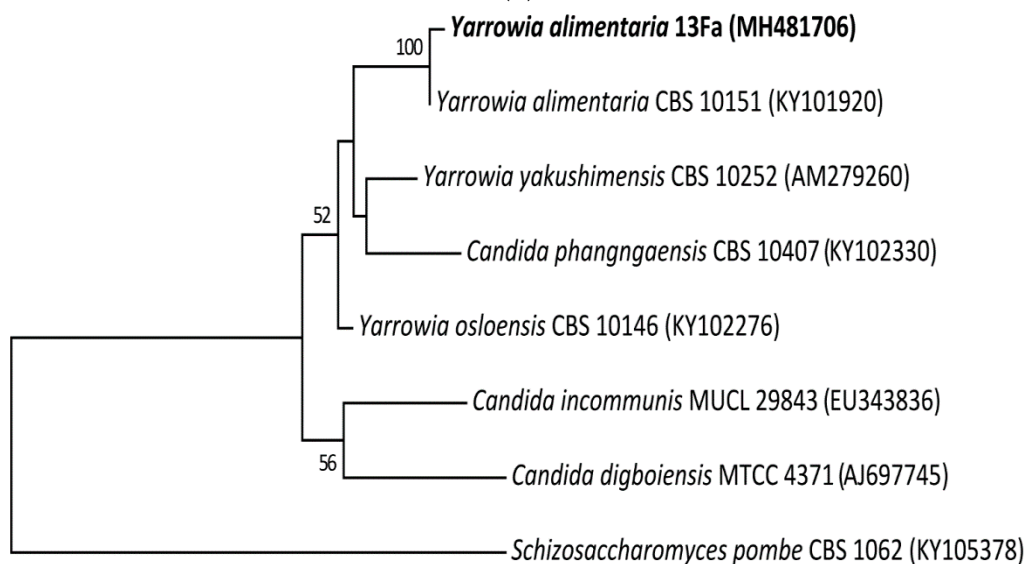 Yarrowia alimentaria 13Fa (MH481706)
100
Yarrowia alimentaria CBS 10151 (KY101920)
Yarrowia yakushimensis CBS 10252 (AM279260)
52
Candida phangngaensis CBS 10407 (KY102330)
Yarrowia osloensis CBS 10146 (KY102276)
Candida incommunis MUCL 29843 (EU343836)
56
Candida digboiensis MTCC 4371 (AJ697745)
Schizosaccharomyces pombe CBS 1062 (KY105378)